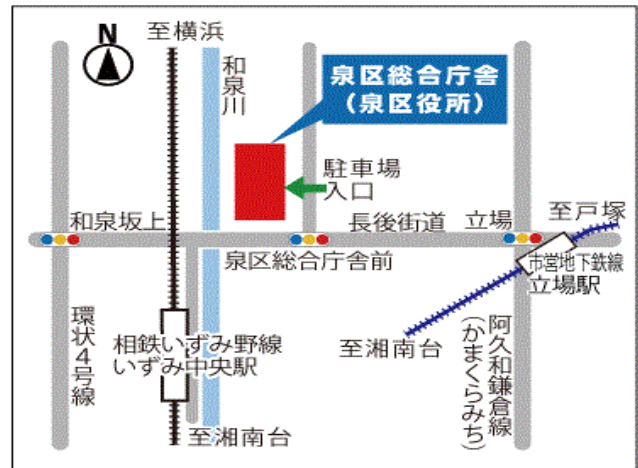 N
至横浜
和泉川
泉区総合庁舎
(泉区役所)
駐車場
入口
和泉坂上
長後街道
立場
至戸塚
泉区総合庁舎前
市営地下鉄線
立場駅
環状4号線
相鉄いずみ野線
いずみ中央駅
至湘南台
阿久和鎌倉線
(かまくらみち)
至湘南台